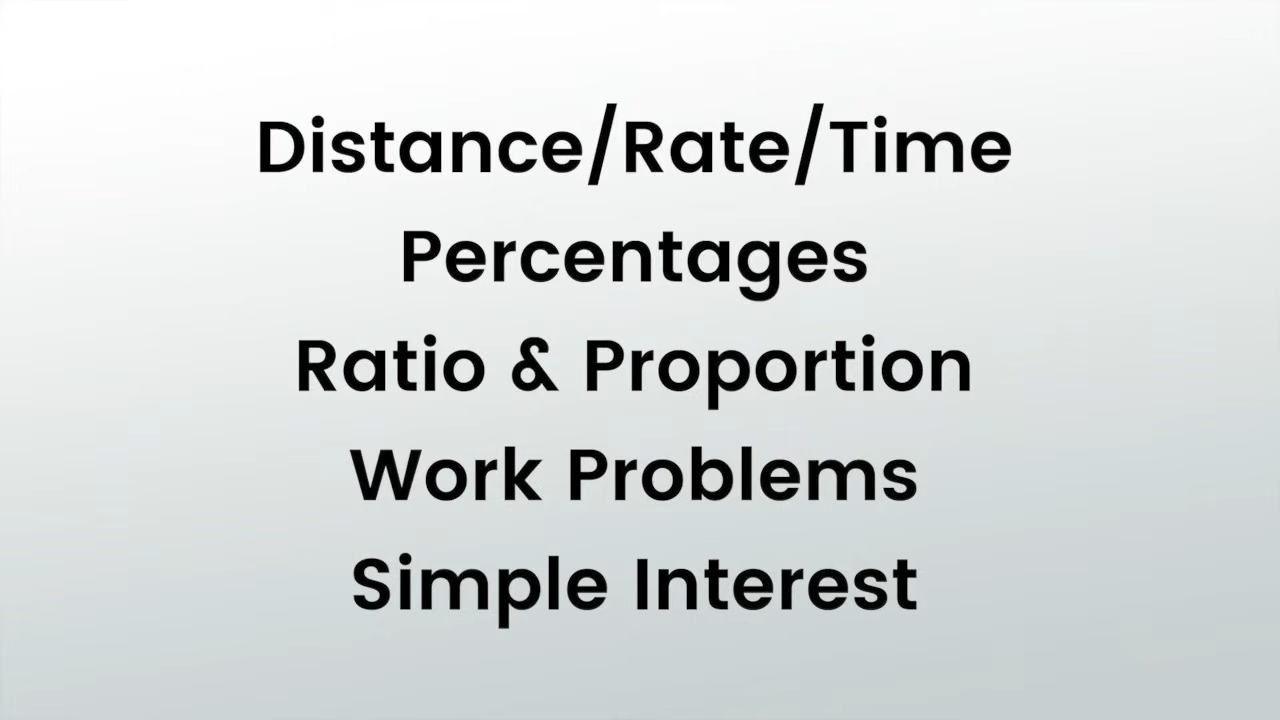 Distance/Rate/Time
Percentages
Ratio & Proportion
Work Problems
Simple Interest